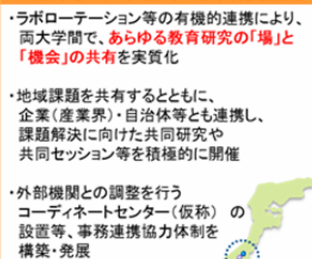 ・ラボローテーション等の有機的連携により、
両大学間で、あらゆる教育研究の「場」と
「機会」の共有を実質化
・地域課題を共有するとともに、
企業(産業界)・自治体等とも連携し、
課題解決に向けた共同研究や
共同セッション等を積極的に開催
・外部機関との調整を行う
コーディネートセンター(仮称) の
設置等、事務連携協力体制を
構築・発展